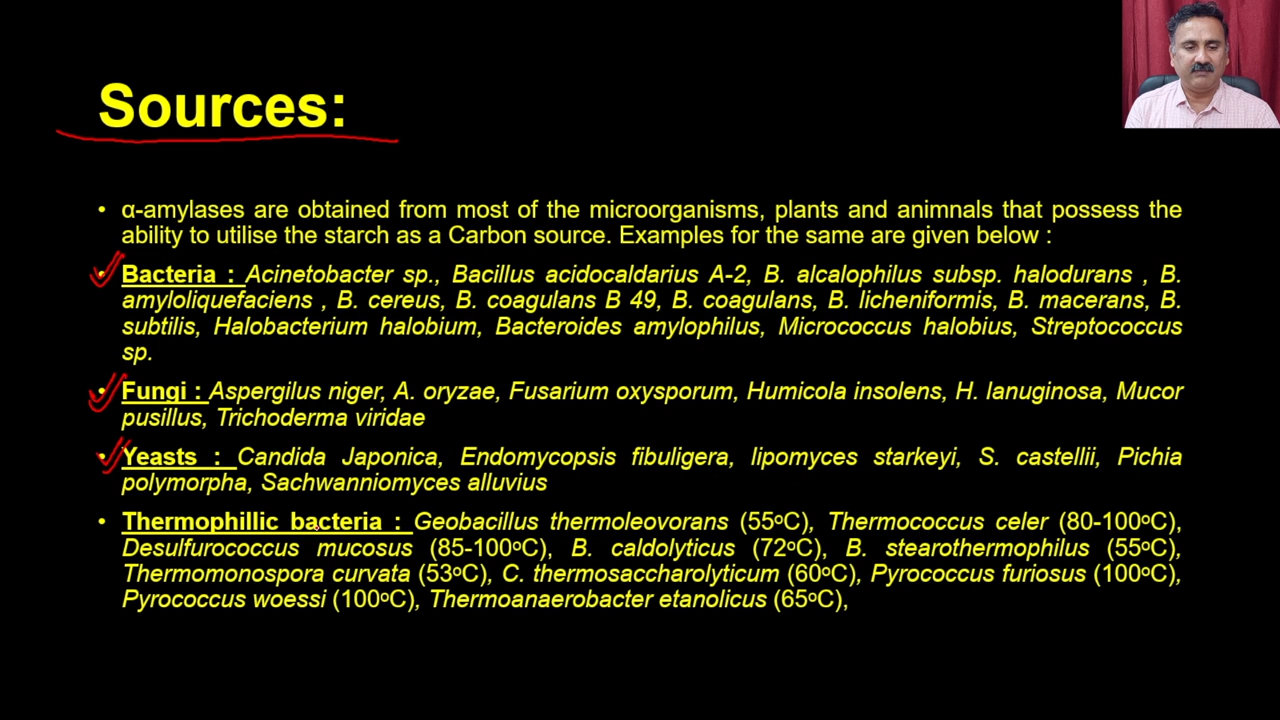 Sources:
• α-amylases are obtained from most of the microorganisms, plants and animnals that possess the
ability to utilise the starch as a Carbon source. Examples for the same are given below :
• Bacteria : Acinetobacter sp., Bacillus acidocaldarius A-2, B. alcalophilus subsp. halodurans , B.
amyloliquefaciens , B. cereus, B. coagulans B 49, B. coagulans, B. licheniformis, B. macerans, B.
subtilis, Halobacterium halobium, Bacteroides amylophilus, Micrococcus halobius, Streptococcus
sp.
• Fungi : Aspergilus niger, A. oryzae, Fusarium oxysporum, Humicola insolens, H. lanuginosa, Mucor
pusillus, Trichoderma viridae
• Yeasts : Candida Japonica, Endomycopsis fibuligera, lipomyces starkeyi, S. castellii, Pichia
polymorpha, Sachwanniomyces alluvius
• Thermophillic bacteria : Geobacillus thermoleovorans (55oC), Thermococcus celer (80-100oC),
Desulfurococcus mucosus (85-100oC), B. caldolyticus (72oC), B. stearothermophilus (55oC),
Thermomonospora curvata (53oC), C. thermosaccharolyticum (60oC), Pyrococcus furiosus (100oC),
Pyrococcus woessi (100oC), Thermoanaerobacter etanolicus (65oC),